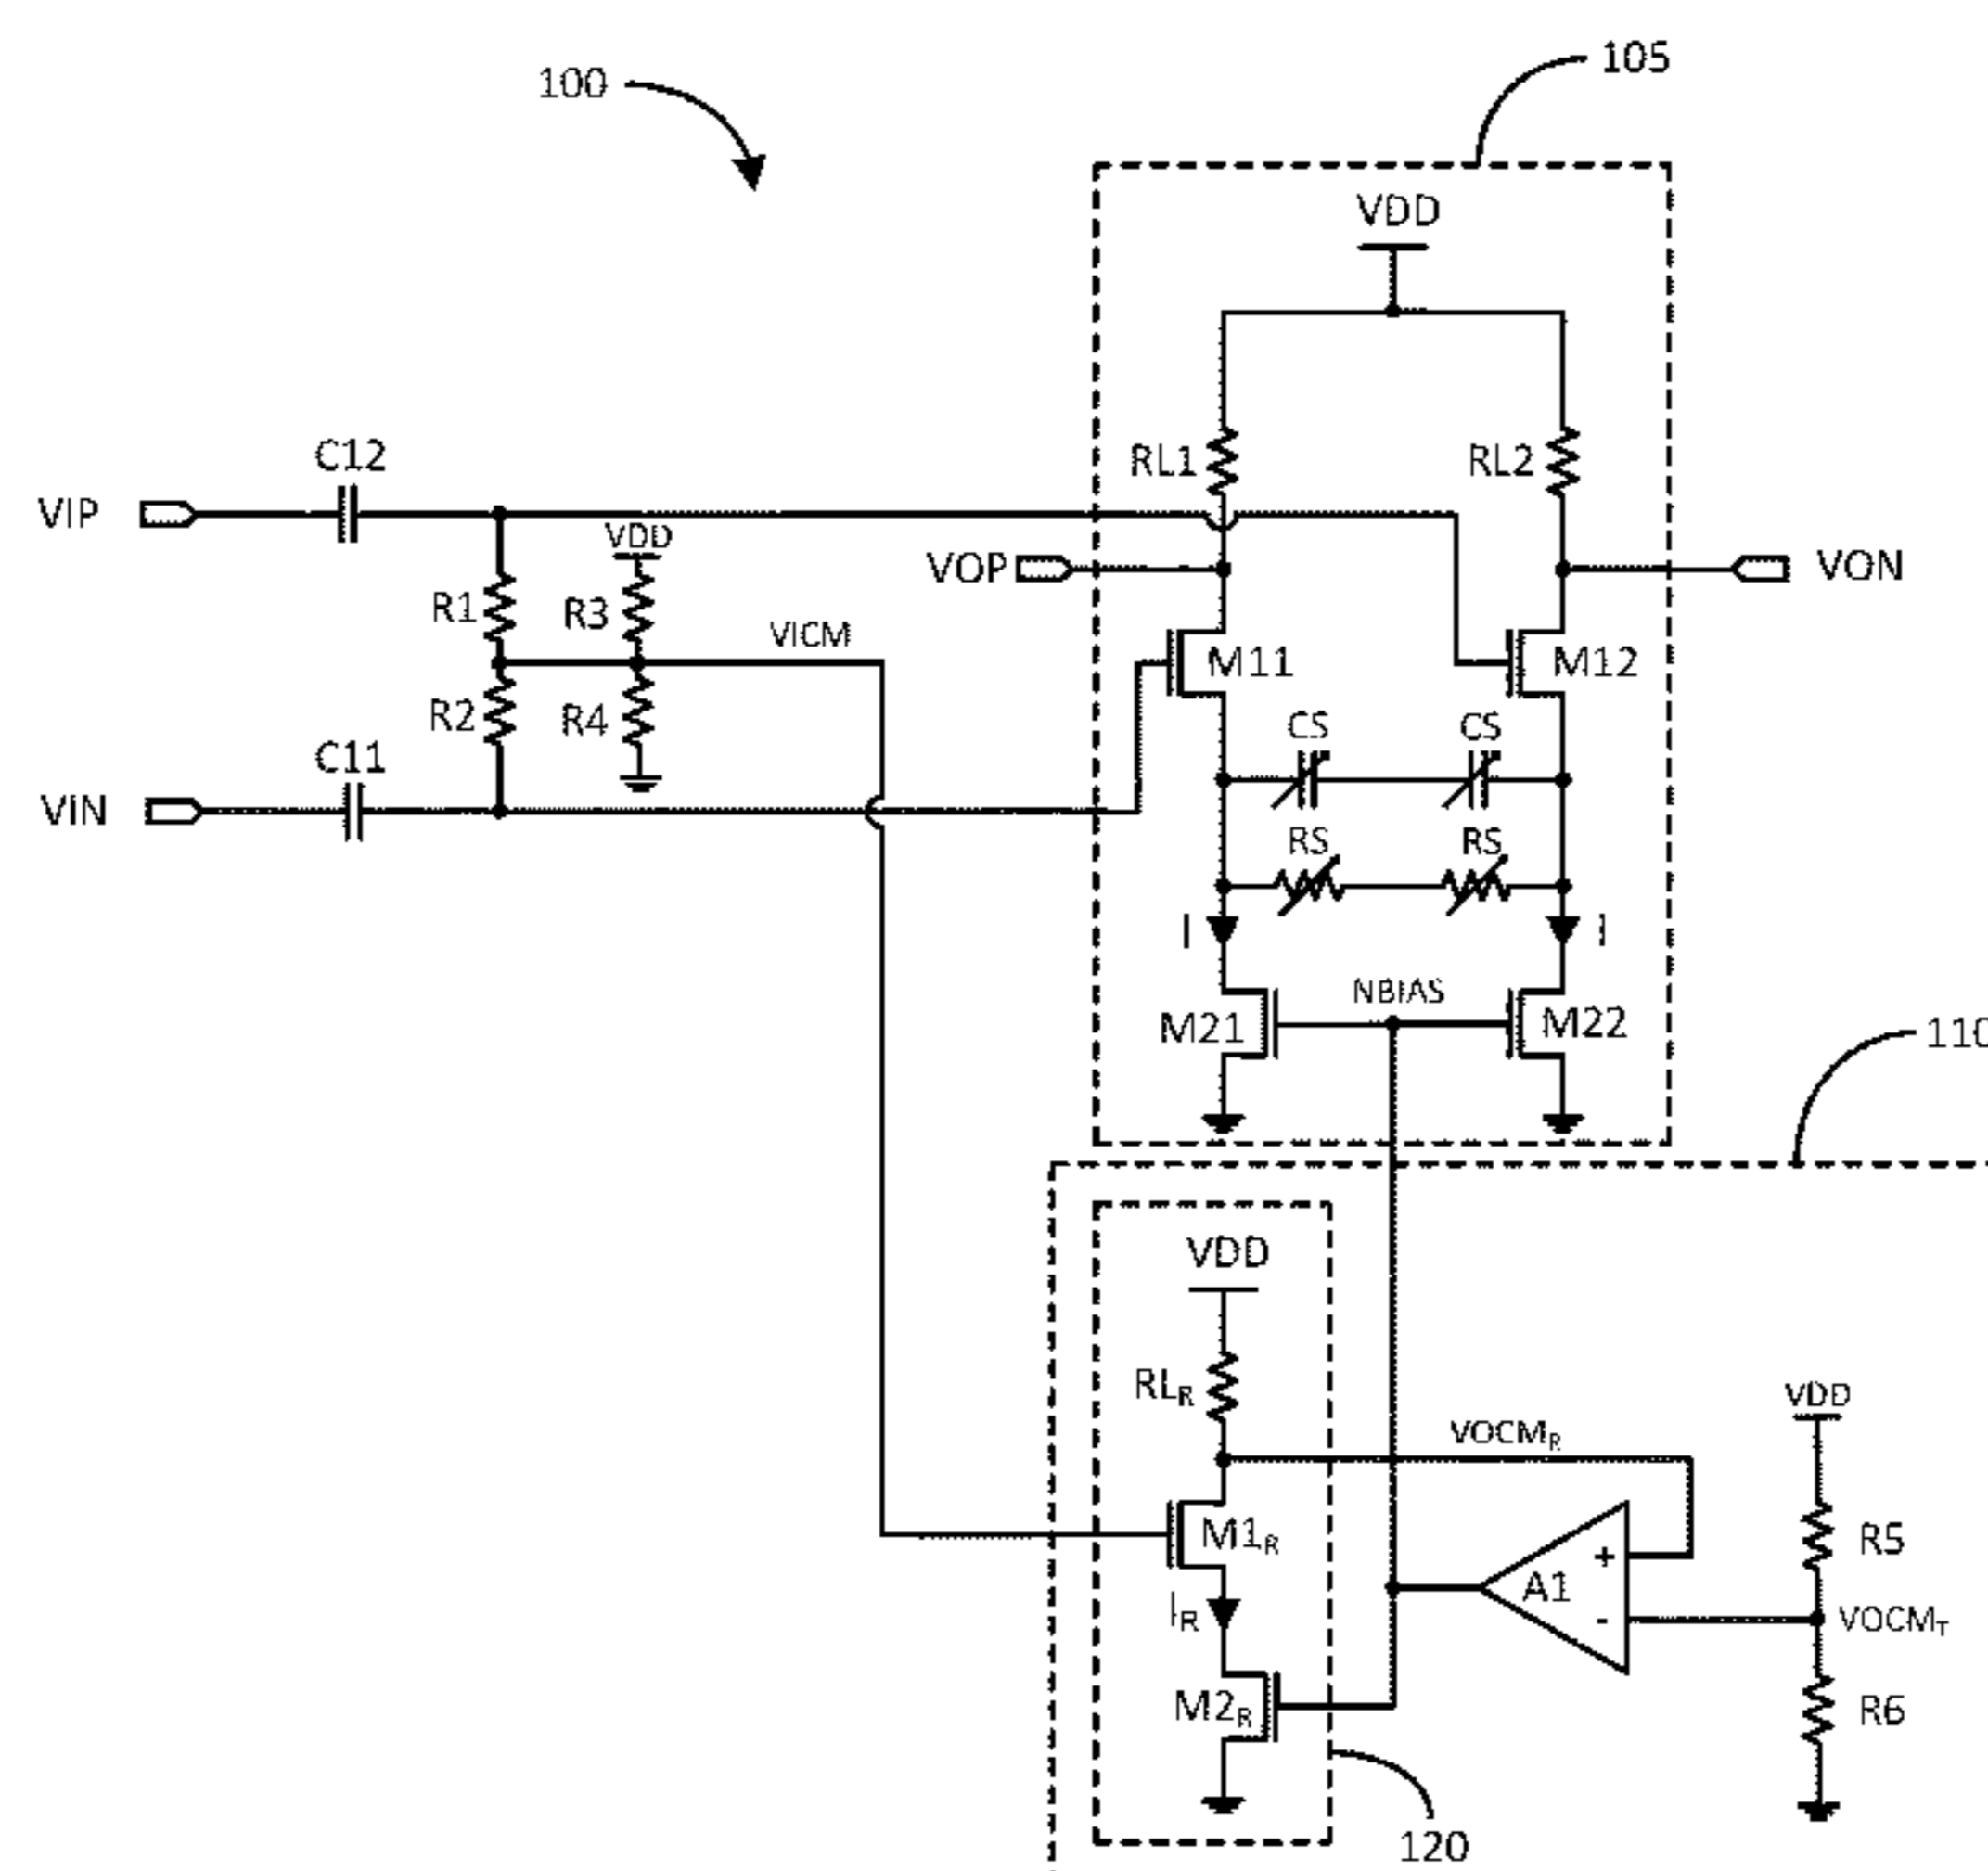 100
105
VDD
C12
RL1
RL2
VIP
VDD
VOP
VON
R1
R3
VICM
M11
M12
R2
R4
CS
CS
C11
VIN
RS
RS
I
I
NBIAS
M21
M22
110
VDD
RLR
VDD
VOCMR
M1R
+
R5
A1
IR
-
VOCMT
M2R
R6
120